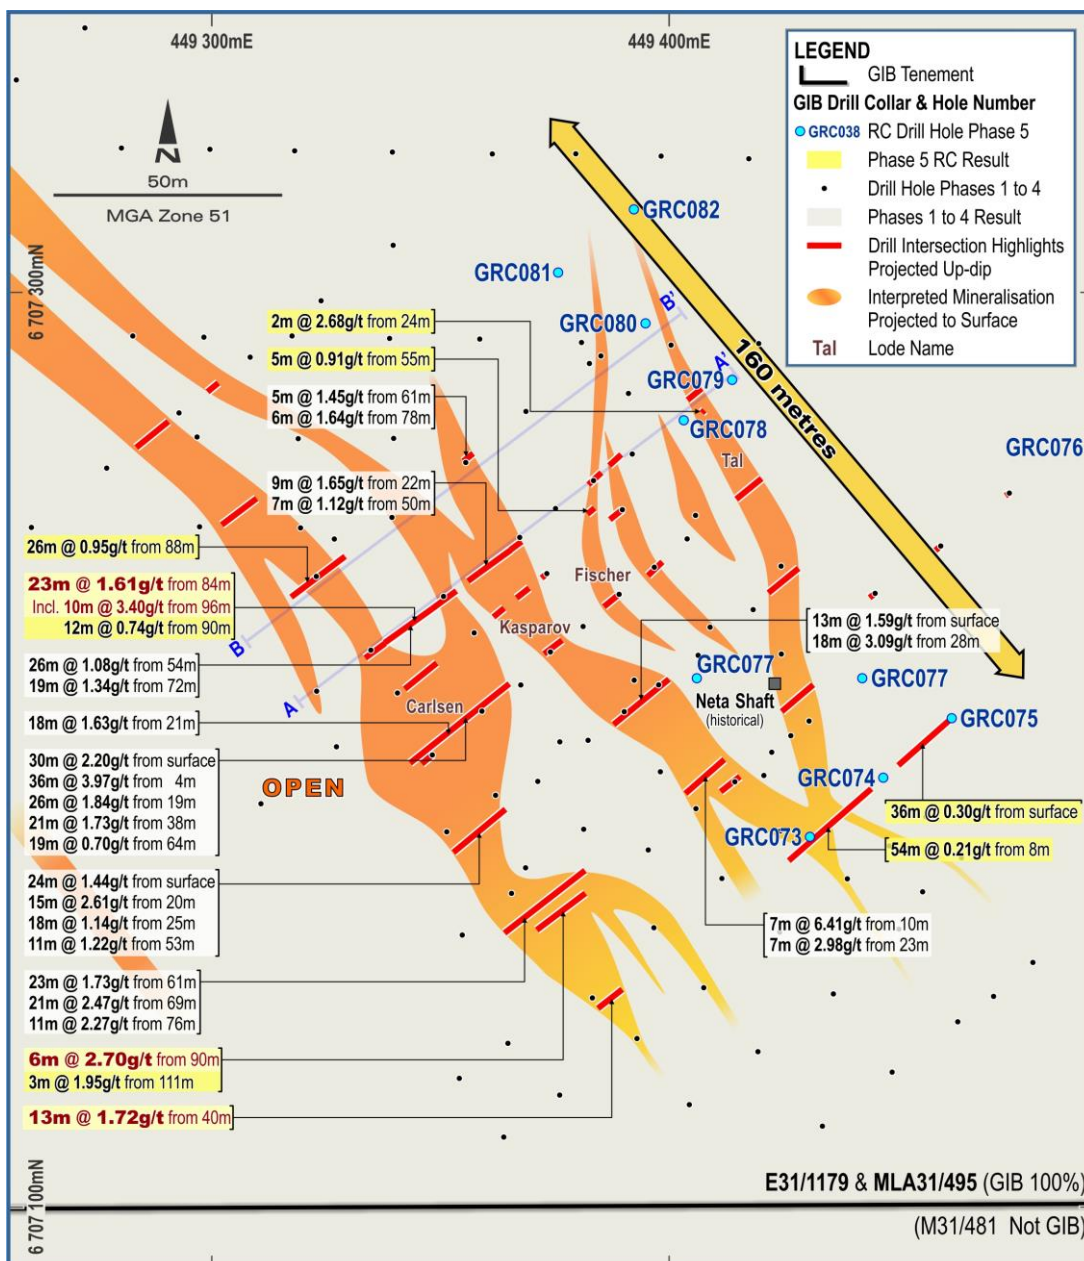 449 300mE
449 400mE
LEGEND
GIB Tenement
GIB Drill Collar & Hole Number
GRC038 RC Drill Hole Phase 5
Phase 5 RC Result
Drill Hole Phases 1 to 4
Phases 1 to 4 Result
Drill Intersection Highlights
Projected Up-dip
Interpreted Mineralisation
Projected to Surface
Tal Lode Name
N
50m
MGA Zone 51
6 707 300mN
GRC082
GRC081
GRC080
B'
GRC079
A'
GRC078
160 metres
GRC076
Tal
2m @ 2.68g/t from 24m
5m @ 0.91g/t from 55m
5m @ 1.45g/t from 61m
6m @ 1.64g/t from 78m
9m @ 1.65g/t from 22m
7m @ 1.12g/t from 50m
26m @ 0.95g/t from 88m
23m @ 1.61g/t from 84m
Incl. 10m @ 3.40g/t from 96m
12m @ 0.74g/t from 90m
26m @ 1.08g/t from 54m
19m @ 1.34g/t from 72m
B
A
Fischer
Kasparov
Carlsen
13m @ 1.59g/t from surface
18m @ 3.09g/t from 28m
GRC077
Neta Shaft
(historical)
GRC077
GRC075
GRC074
GRC073
18m @ 1.63g/t from 21m
30m @ 2.20g/t from surface
36m @ 3.97g/t from 4m
26m @ 1.84g/t from 19m
21m @ 1.73g/t from 38m
19m @ 0.70g/t from 64m
OPEN
36m @ 0.30g/t from surface
54m @ 0.21g/t from 8m
24m @ 1.44g/t from surface
15m @ 2.61g/t from 20m
18m @ 1.14g/t from 25m
11m @ 1.22g/t from 53m
7m @ 6.41g/t from 10m
7m @ 2.98g/t from 23m
23m @ 1.73g/t from 61m
21m @ 2.47g/t from 69m
11m @ 2.27g/t from 76m
6m @ 2.70g/t from 90m
3m @ 1.95g/t from 111m
13m @ 1.72g/t from 40m
6 707 100mN
E31/1179 & MLA31/495 (GIB 100%)
(M31/481 Not GIB)